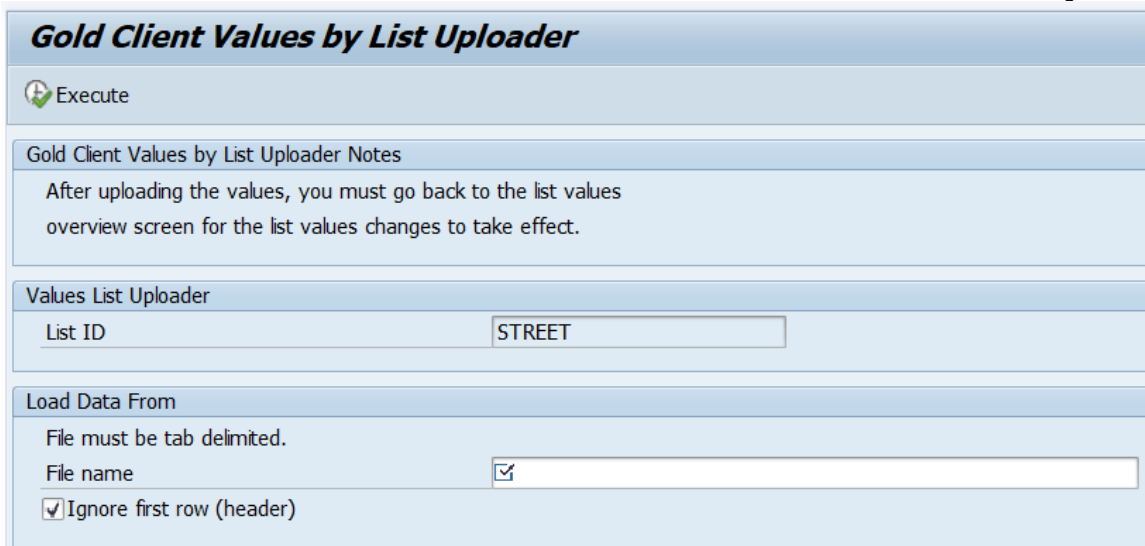 Gold Client Values by List Uploader
Execute
Gold Client Values by List Uploader Notes
After uploading the values, you must go back to the list values
overview screen for the list values changes to take effect.
Values List Uploader
List ID STREET
Load Data From
File must be tab delimited.
File name
Ignore first row (header)